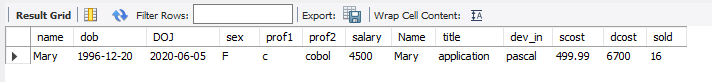 Result Grid Filter Rows: Export: Wrap Cell Content:
name dob DOJ sex prof1 prof2 salary Name title dev_in scost dcost sold
Mary 1996-12-20 2020-06-05 F c cobol 4500 Mary application pascal 499.99 6700 16